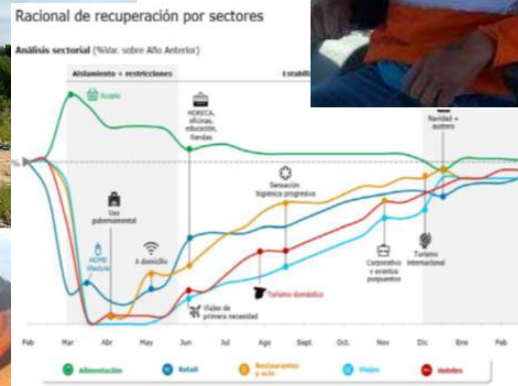 Racional de recuperación por sectores
Análisis sectorial (%Var. sobre Año Anterior)
Aislamiento + restricciones
Estabili
Acopio
HORECA,
oficinas,
educación,
tiendas
Navidad +
austera
%
Sensación
higiénica progresiva
Uso
gubernamental
HOME
lifestyle
A domicilio
Viajes de
primera necesidad
Turismo doméstico
Corporativo
y eventos
pospuestos
Turismo
internacional
Feb Mar Abr May Jun Jul Ago Sept Oct. Nov Dic Ene Feb
Alimentación Retail Restaurantes y ocio Viajes Hoteles